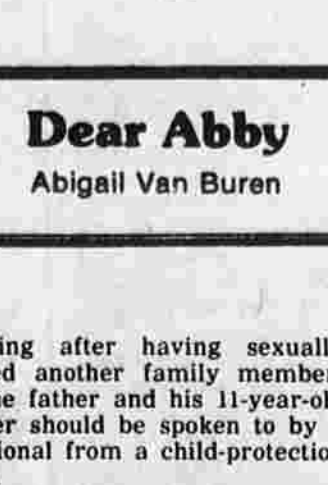 Dear Abby
Abigail Van Buren
ing after having sexuall
ed another family member
e father and his 11-year-ol
er should be spoken to by
ional from a child-protectio